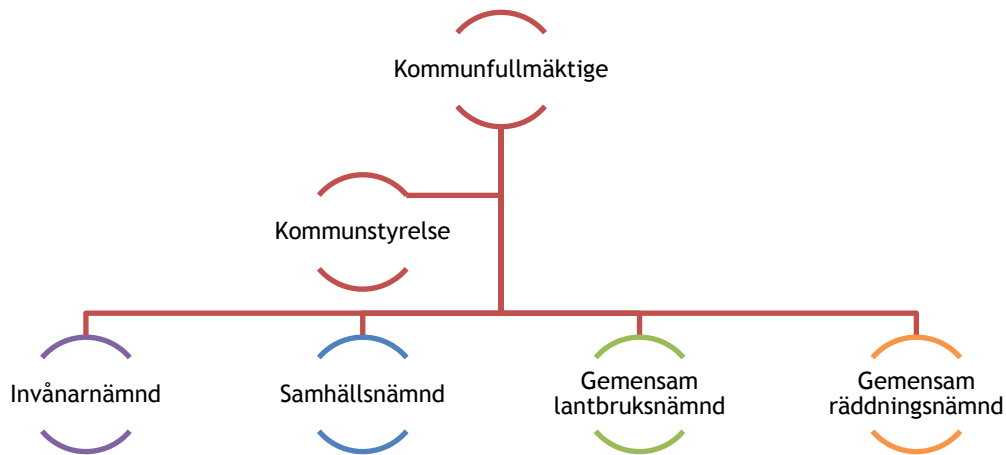 Kommunfullmäktige
Kommunstyrelse
Invånarnämnd
Samhällsnämnd
Gemensam
lantbruksnämnd
Gemensam
räddningsnämnd